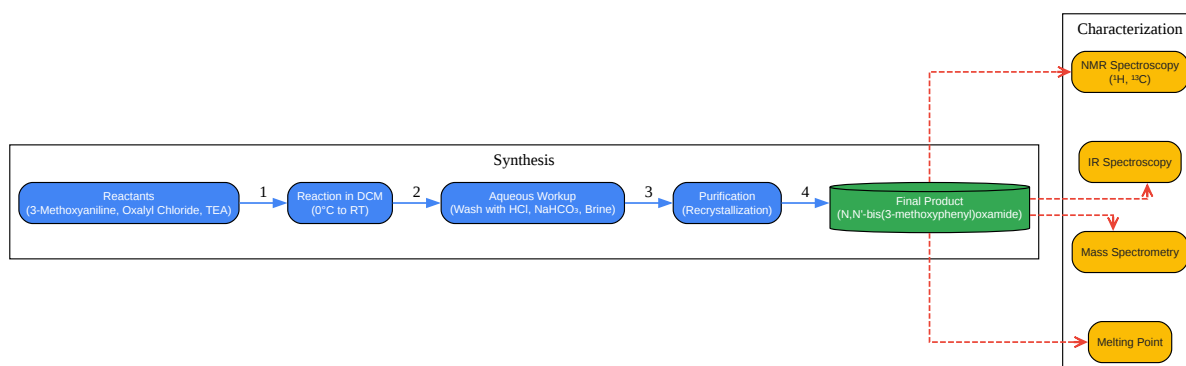 Characterization
NMR Spectroscopy
(¹H, ¹³C)
IR Spectroscopy
Mass Spectrometry
Melting Point
Synthesis
Reactants
(3-Methoxyaniline, Oxalyl Chloride, TEA)
1
Reaction in DCM
(0°C to RT)
2
Aqueous Workup
(Wash with HCl, NaHCO₃, Brine)
3
Purification
(Recrystallization)
4
Final Product
(N,N'-bis(3-methoxyphenyl)oxamide)